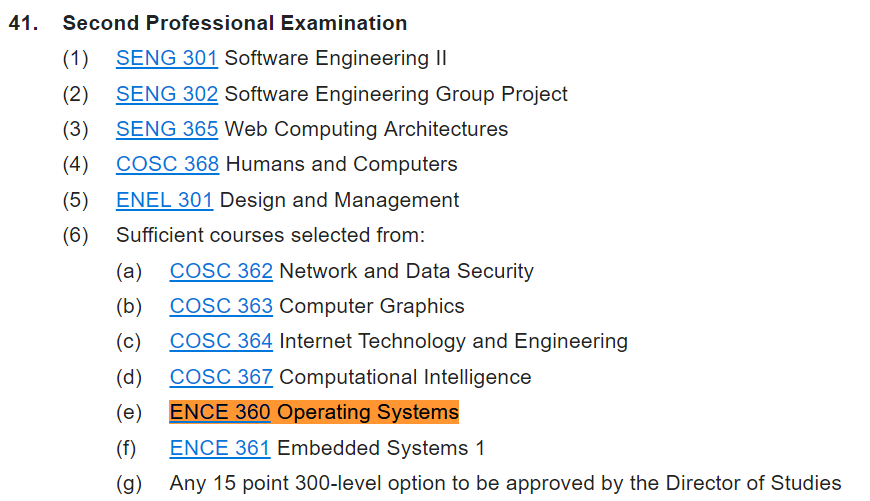 41. Second Professional Examination
(1) SENG 301 Software Engineering II
(2) SENG 302 Software Engineering Group Project
(3) SENG 365 Web Computing Architectures
(4) COSC 368 Humans and Computers
(5) ENEL 301 Design and Management
(6) Sufficient courses selected from:
(a) COSC 362 Network and Data Security
(b) COSC 363 Computer Graphics
(c) COSC 364 Internet Technology and Engineering
(d) COSC 367 Computational Intelligence
(e) ENCE 360 Operating Systems
(f) ENCE 361 Embedded Systems 1
(g) Any 15 point 300-level option to be approved by the Director of Studies